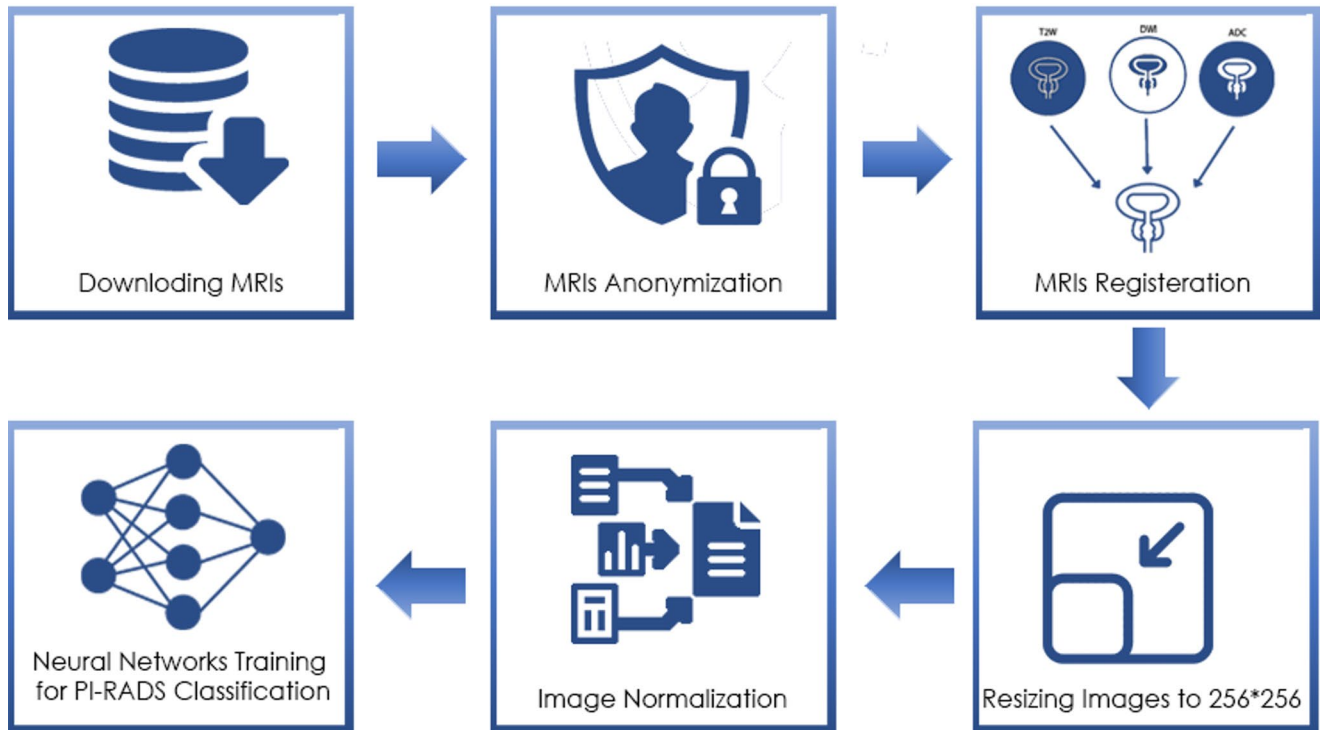 T2W
DWI
ADC
Downloding MRIs
MRIs Anonymization
MRIs Registeration
Neural Networks Training
for PI-RADS Classification
Image Normalization
Resizing Images to 256*256